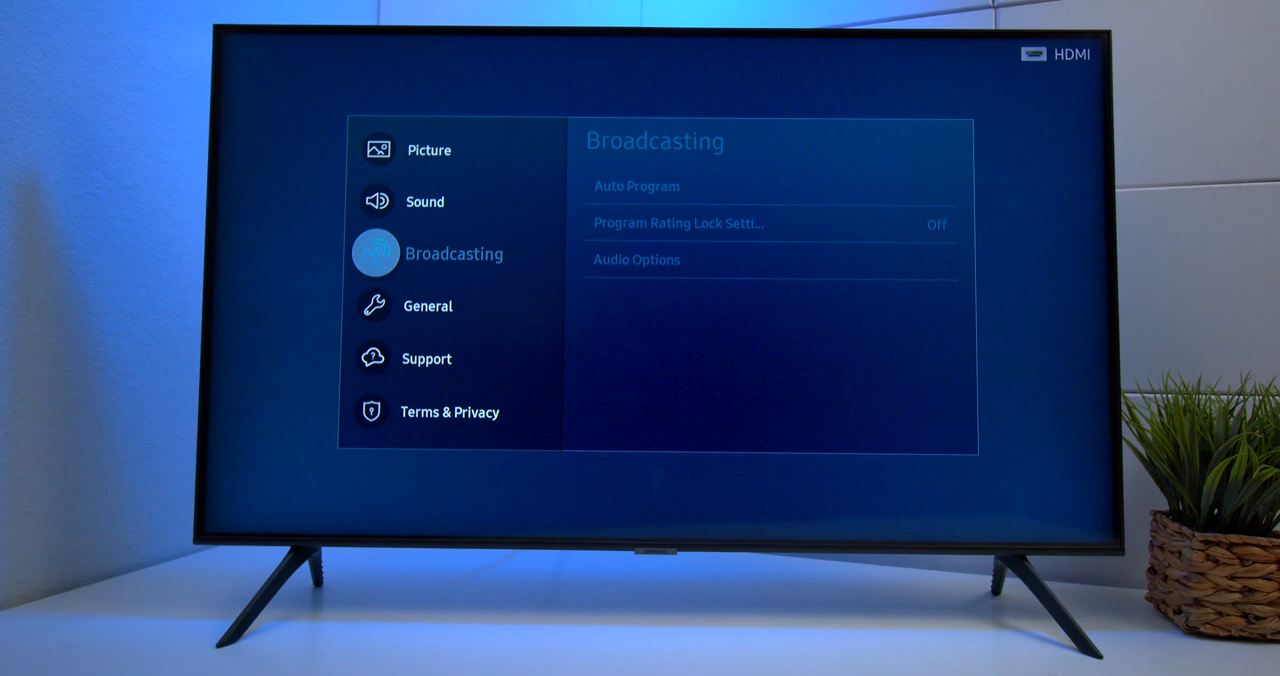 HDMI
Picture
Sound
Broadcasting
General
Support
Terms & Privacy
Broadcasting
Auto Program
Program Rating Lock Setti... Off
Audio Options